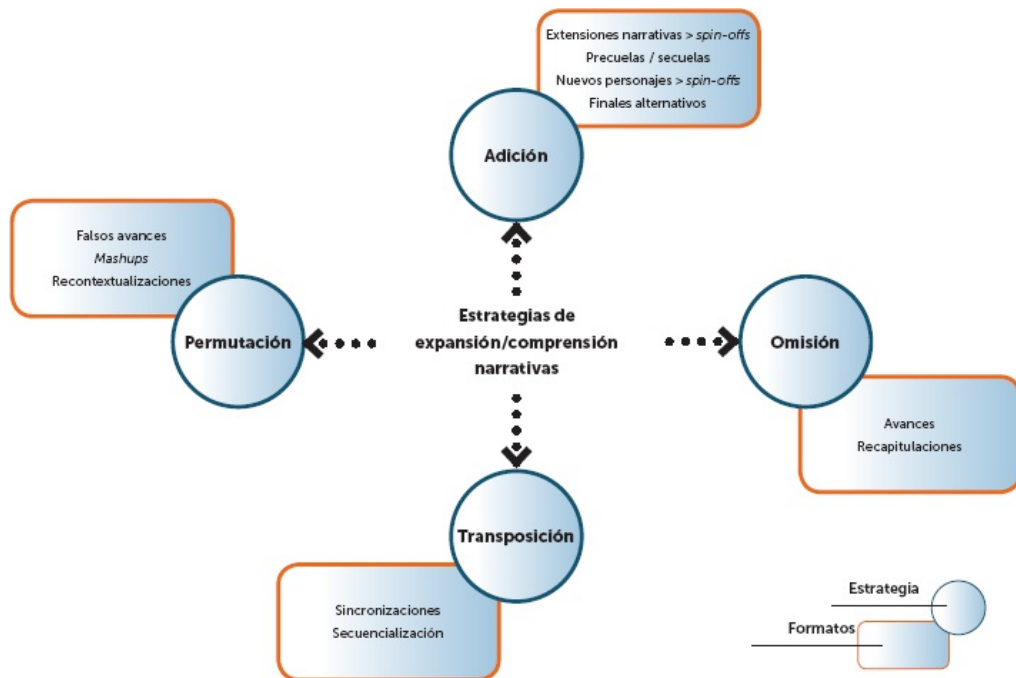 Extensiones narrativas > spin-offs
Precuelas / secuelas
Nuevos personajes > spin-offs
Finales alternativos
Adición
Falsos avances
Mashups
Recontextualizaciones
Permutación
Estrategias de
expansión/comprensión
narrativas
Omisión
Avances
Recapitulaciones
Transposición
Sincronizaciones
Secuencialización
Estrategia
Formatos